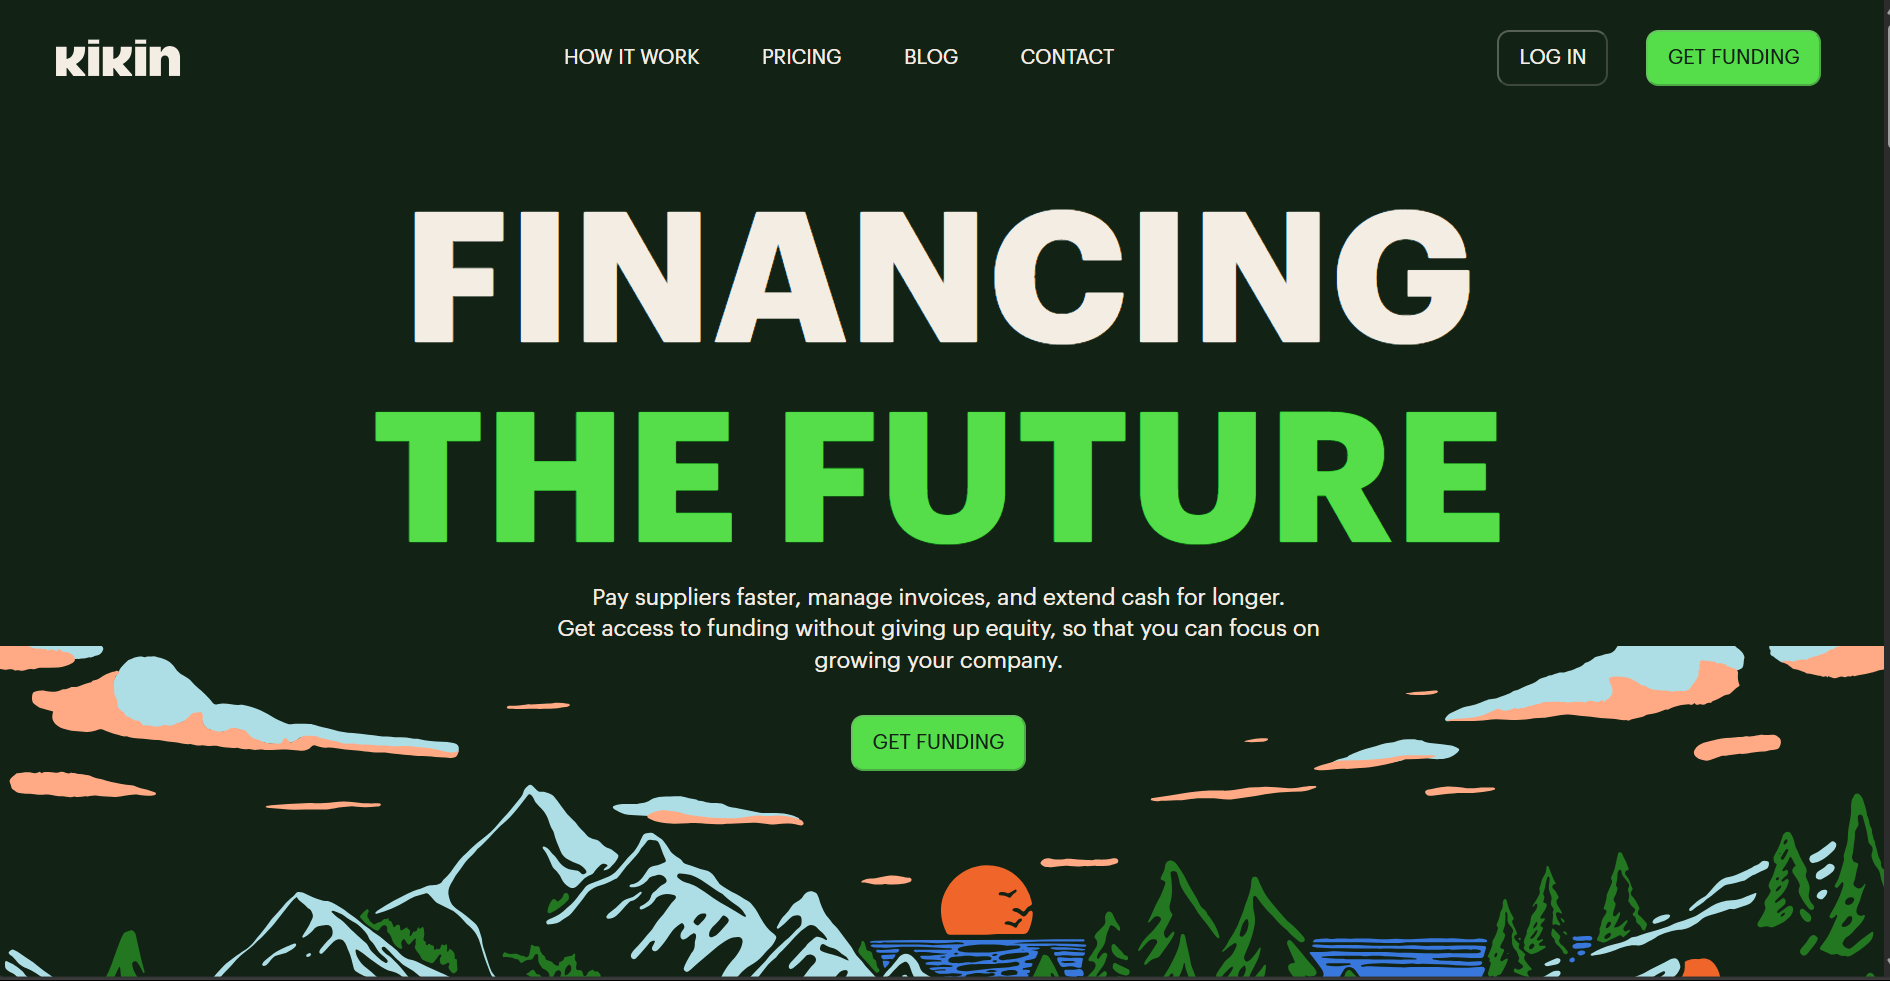 kikin
HOW IT WORK
PRICING
BLOG
CONTACT
LOG IN
GET FUNDING
FINANCING
THE FUTURE
Pay suppliers faster, manage invoices, and extend cash for longer.
Get access to funding without giving up equity, so that you can focus on
growing your company.
GET FUNDING